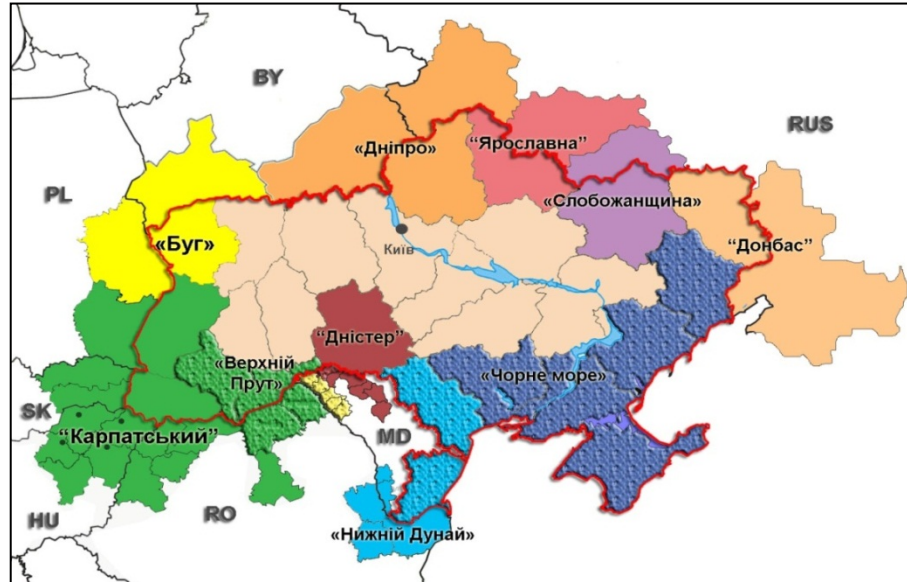 BY
RUS
«Дніпро»
“Ярославна”
PL
«Слобожанщина»
«Буг»
Київ
“Донбас”
“Дністер”
«Верхній
Прут»
«Чорне море»
SK
“Карпатський”
MD
HU
RO
«Нижній Дунай»